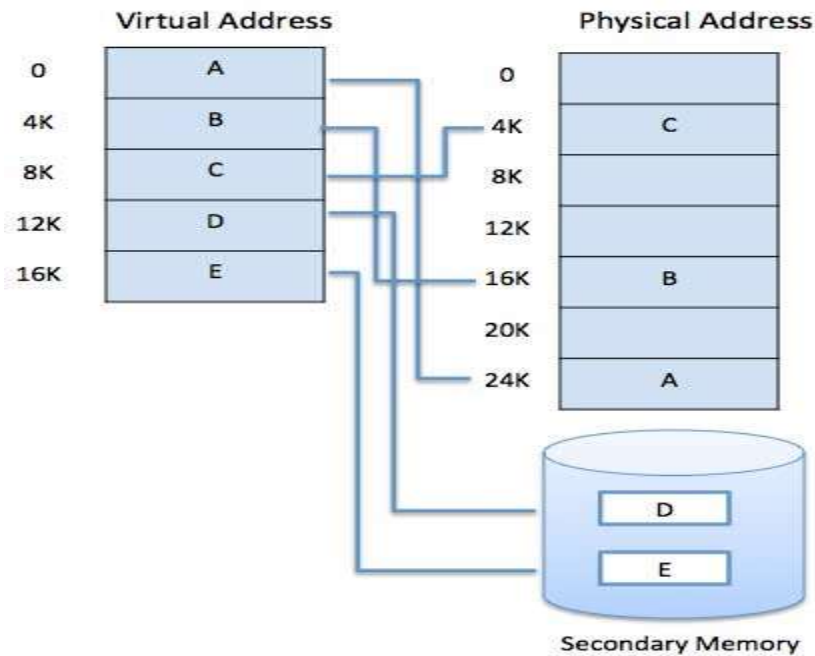 Virtual Address
Physical Address
0
A
4K
B
8K
C
12K
D
16K
E
0
4K
C
8K
12K
16K
B
20K
24K
A
D
E
Secondary Memory